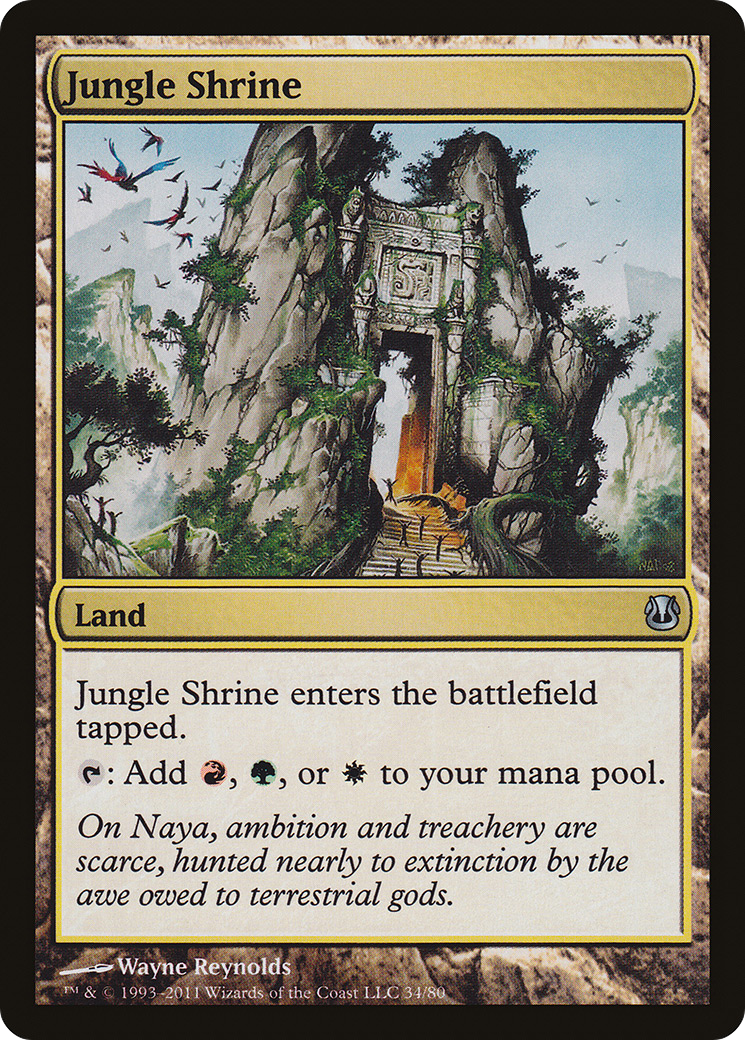 Jungle Shrine
Land
Jungle Shrine enters the battlefield
tapped.
: Add , , or to your mana pool.
On Naya, ambition and treachery are
scarce, hunted nearly to extinction by the
awe owed to terrestrial gods.
Wayne Reynolds
™ & © 1993–2011 Wizards of the Coast LLC 34/80